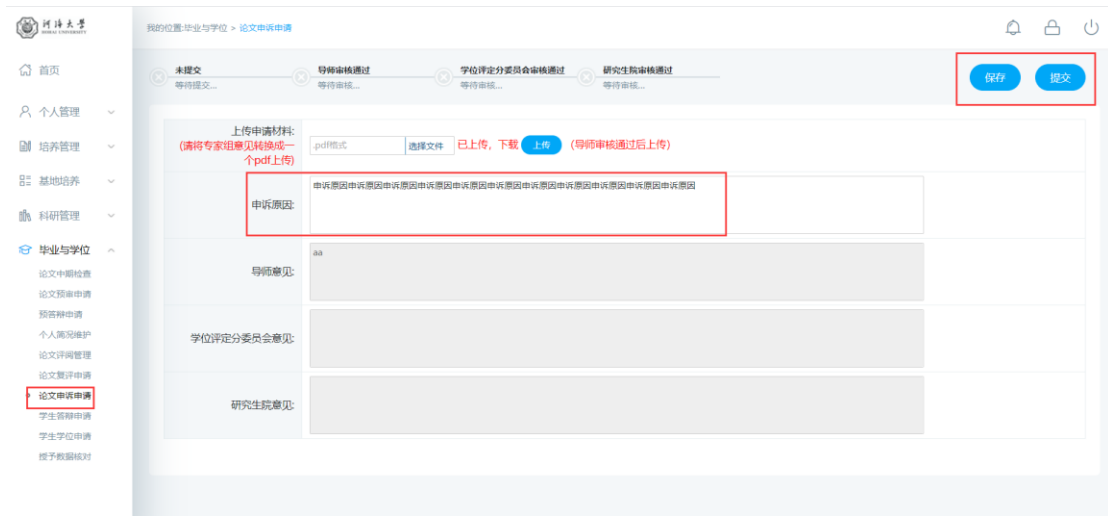 河海大学
HOHAI UNIVERSITY
我的位置:毕业与学位 > 论文申诉申请
首页
个人管理
培养管理
基地培养
科研管理
毕业与学位
论文中期检查
论文预审申请
预答辩申请
个人简况维护
论文评阅管理
论文复评申请
论文申诉申请
学生答辩申请
学生学位申请
授予数据核对
未提交
等待提交...
导师审核通过
等待审核...
学位评定分委员会审核通过
等待审核...
研究生院审核通过
等待审核...
保存
提交
上传申请材料:
(请将专家组意见转换成一
个pdf上传)
.pdf格式
选择文件
已上传，下载
上传
(导师审核通过后上传)
申诉原因:
申诉原因申诉原因申诉原因申诉原因申诉原因申诉原因申诉原因申诉原因申诉原因申诉原因申诉原因
导师意见:
aa
学位评定分委员会意见:
研究生院意见: